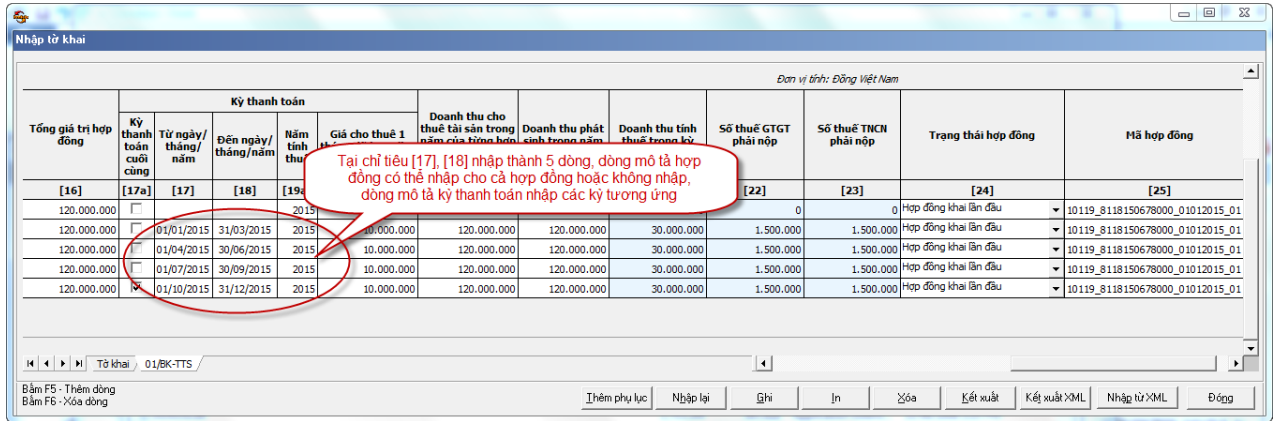 Nhập tờ khai
Đơn vị tính: Đồng Việt Nam
Kỳ thanh toán
Tổng giá trị hợp đồng
Kỳ thanh toán cuối cùng
Từ ngày/ tháng/ năm
Đến ngày/ tháng/năm
Năm tính thuế
Giá cho thuê 1
Doanh thu cho thuê tài sản trong năm của từng hợp
Doanh thu phát sinh trong năm
Doanh thu tính thuế trong kỳ
Số thuế GTGT phải nộp
Số thuế TNCN phải nộp
Trạng thái hợp đồng
Mã hợp đồng
Tại chỉ tiêu [17], [18] nhập thành 5 dòng, dòng mô tả hợp
đồng có thể nhập cho cả hợp đồng hoặc không nhập,
dòng mô tả kỳ thanh toán nhập các kỳ tương ứng
[16] [17a] [17] [18] [19a [22] [23] [24] [25]
120.000.000 2015 0 0 Hợp đồng khai lần đầu 10119_8118150678000_01012015_01
120.000.000 01/01/2015 31/03/2015 2015 10.000.000 120.000.000 120.000.000 30.000.000 1.500.000 1.500.000 Hợp đồng khai lần đầu 10119_8118150678000_01012015_01
120.000.000 01/04/2015 30/06/2015 2015 10.000.000 120.000.000 120.000.000 30.000.000 1.500.000 1.500.000 Hợp đồng khai lần đầu 10119_8118150678000_01012015_01
120.000.000 01/07/2015 30/09/2015 2015 10.000.000 120.000.000 120.000.000 30.000.000 1.500.000 1.500.000 Hợp đồng khai lần đầu 10119_8118150678000_01012015_01
120.000.000 01/10/2015 31/12/2015 2015 10.000.000 120.000.000 120.000.000 30.000.000 1.500.000 1.500.000 Hợp đồng khai lần đầu 10119_8118150678000_01012015_01
Tờ khai 01/BK-TTS
Bấm F5 - Thêm dòng
Bấm F6 - Xóa dòng
Thêm phụ lục Nhập lại Ghi In Xóa Kết xuất Kết xuất XML Nhập từ XML Đóng